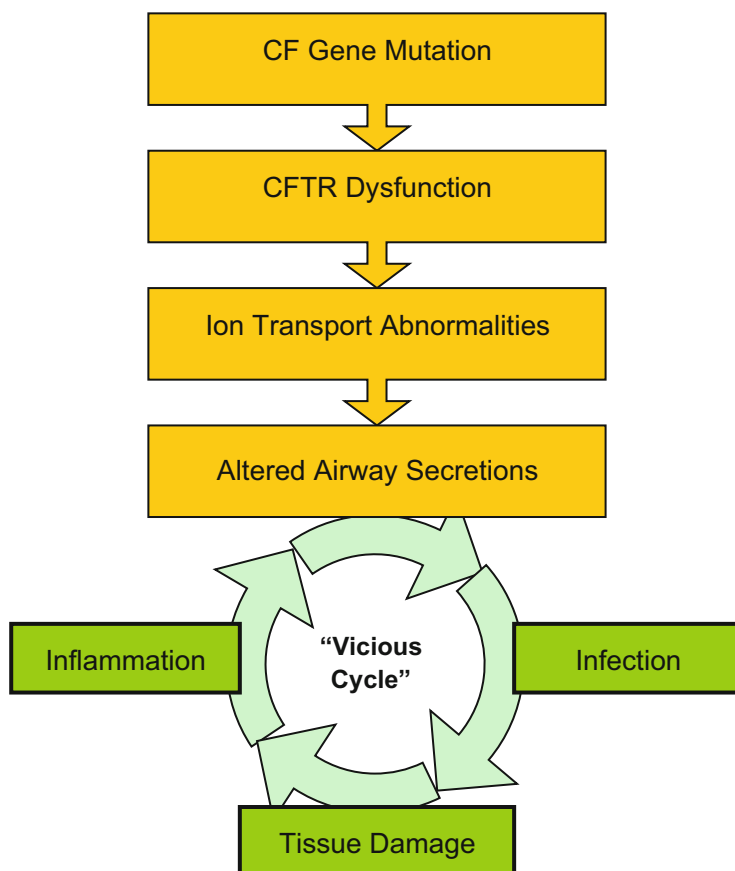 CF Gene Mutation
CFTR Dysfunction
Ion Transport Abnormalities
Altered Airway Secretions
Inflammation
“Vicious
Cycle”
Infection
Tissue Damage